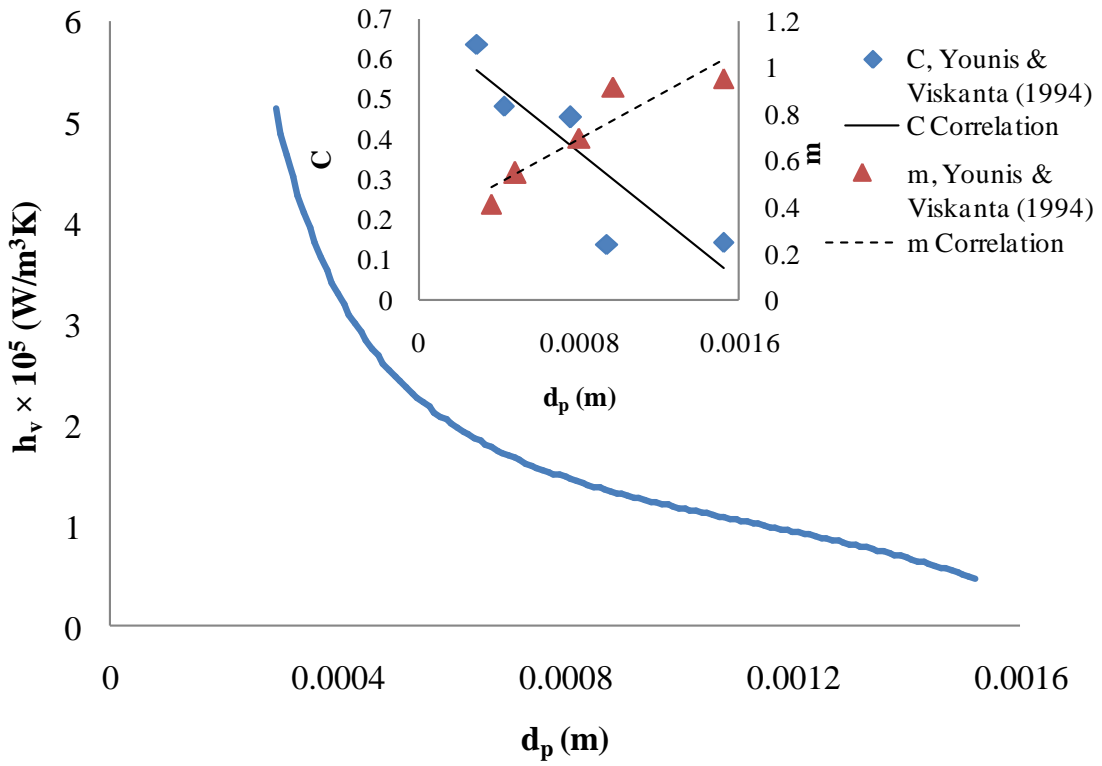 6
5
4
3
2
1
0
h_v × 10⁵ (W/m³K)
0
0.0004
0.0008
0.0012
0.0016
d_p (m)
0.7
0.6
0.5
0.4
0.3
0.2
0.1
0
C
0
0.0008
0.0016
d_p (m)
1.2
1
0.8
0.6
0.4
0.2
0
m
C, Younis &
Viskanta (1994)
C Correlation
m, Younis &
Viskanta (1994)
m Correlation